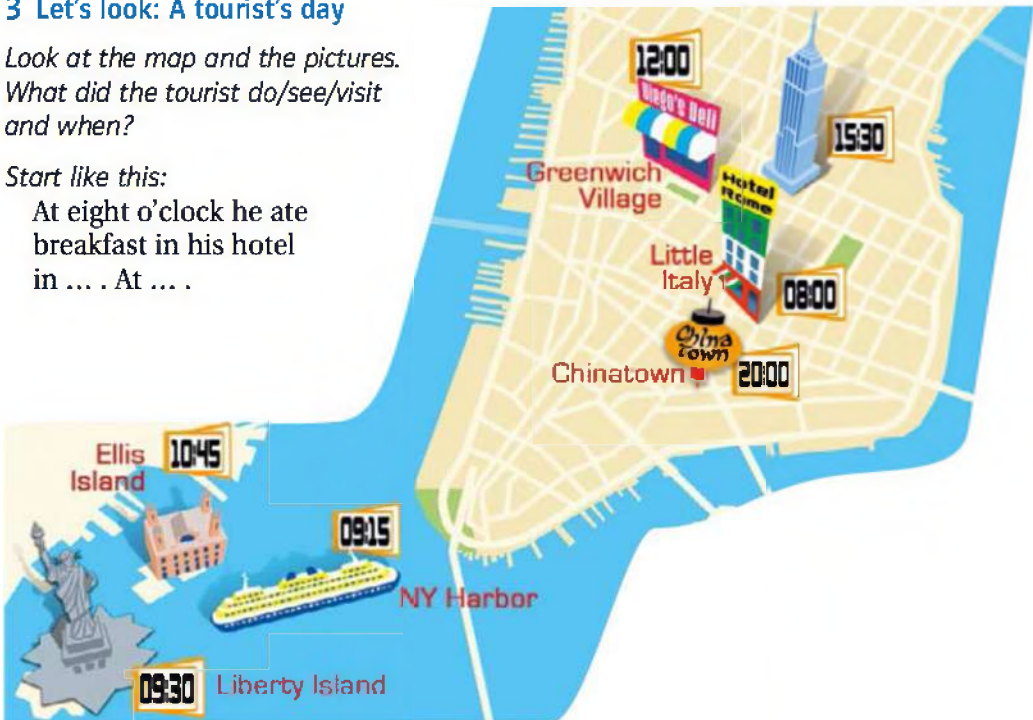 3 Let's look: A tourist's day
Look at the map and the pictures.
What did the tourist do/see/visit
and when?
Start like this:
At eight o'clock he ate
breakfast in his hotel
in ... . At ... .
12:00
Diego's Deli
15:30
Greenwich
Village
Hotel
Rome
Little
Italy
08:00
China
Town
Chinatown
20:00
Ellis
Island
10:45
09:15
NY Harbor
09:30
Liberty Island